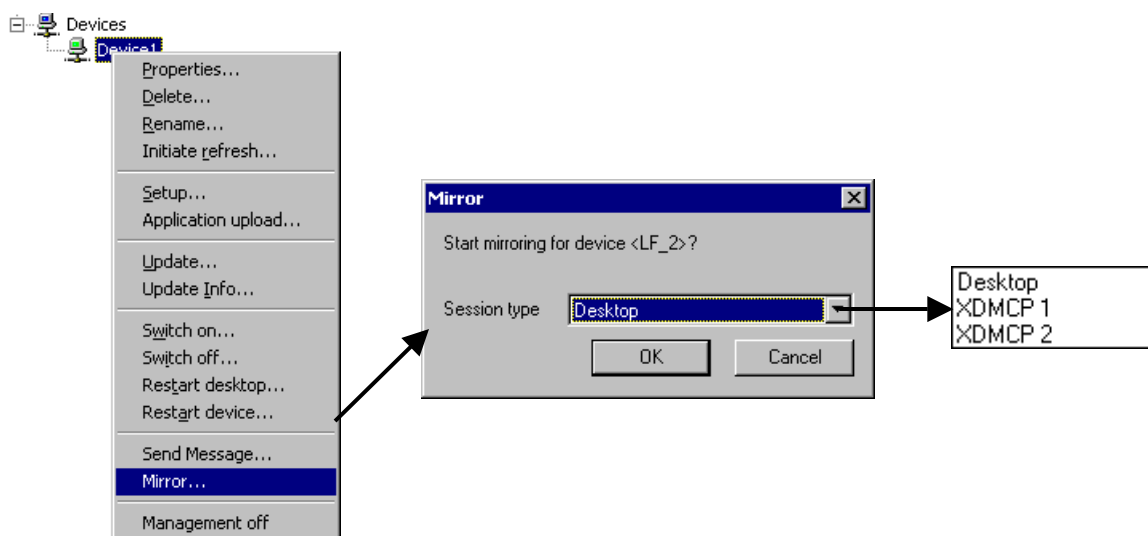 Devices
Device1
Properties...
Delete...
Rename...
Initiate refresh...
Setup...
Application upload...
Update...
Update Info...
Switch on...
Switch off...
Restart desktop...
Restart device...
Send Message...
Mirror...
Management off
Mirror
Start mirroring for device <LF_2>?
Session type Desktop
OK Cancel
Desktop
XDMCP 1
XDMCP 2